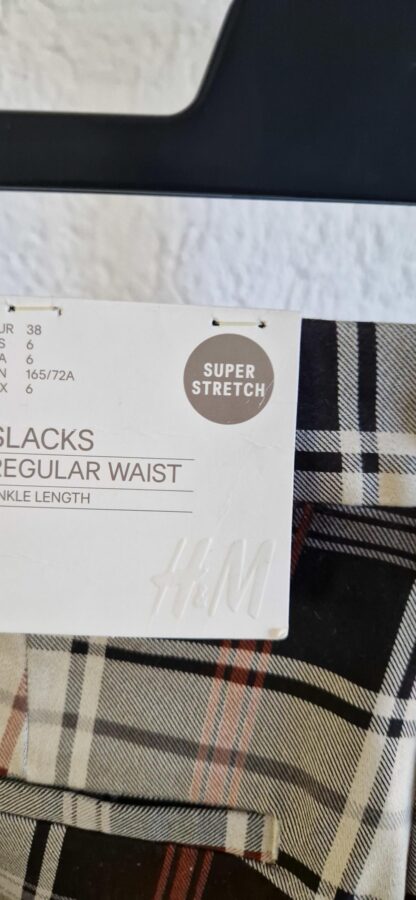 UR 38
S 6
A 6
N 165/72A
X 6
SUPER
STRETCH
SLACKS
REGULAR WAIST
NKLE LENGTH
H&M